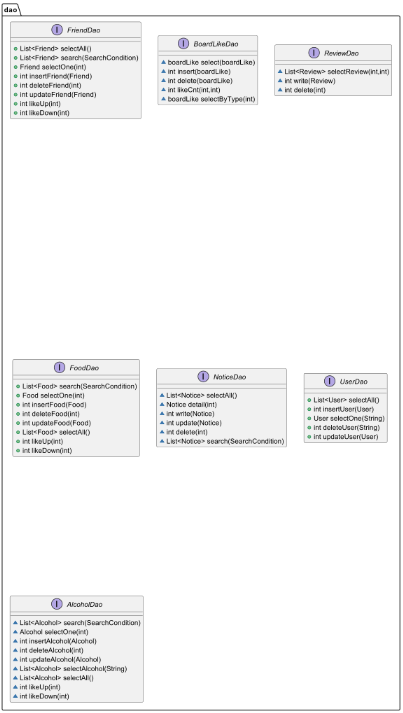 dao
I FriendDao
List<Friend> selectAll()
List<Friend> search(SearchCondition)
Friend selectOne(int)
int insertFriend(Friend)
int deleteFriend(int)
int updateFriend(Friend)
int likeUp(int)
int likeDown(int)
I BoardLikeDao
boardLike select(boardLike)
int insert(boardLike)
int delete(boardLike)
int likeCnt(int,int)
boardLike selectByType(int)
I ReviewDao
List<Review> selectReview(int,int)
int write(Review)
int delete(int)
I FoodDao
List<Food> search(SearchCondition)
Food selectOne(int)
int insertFood(Food)
int deleteFood(int)
int updateFood(Food)
List<Food> selectAll()
int likeUp(int)
int likeDown(int)
I NoticeDao
List<Notice> selectAll()
Notice detail(int)
int write(Notice)
int update(Notice)
int delete(int)
List<Notice> search(SearchCondition)
I UserDao
List<User> selectAll()
int insertUser(User)
User selectOne(String)
int deleteUser(String)
int updateUser(User)
I AlcoholDao
List<Alcohol> search(SearchCondition)
Alcohol selectOne(int)
int insertAlcohol(Alcohol)
int deleteAlcohol(int)
int updateAlcohol(Alcohol)
List<Alcohol> selectAlcohol(String)
List<Alcohol> selectAll()
int likeUp(int)
int likeDown(int)